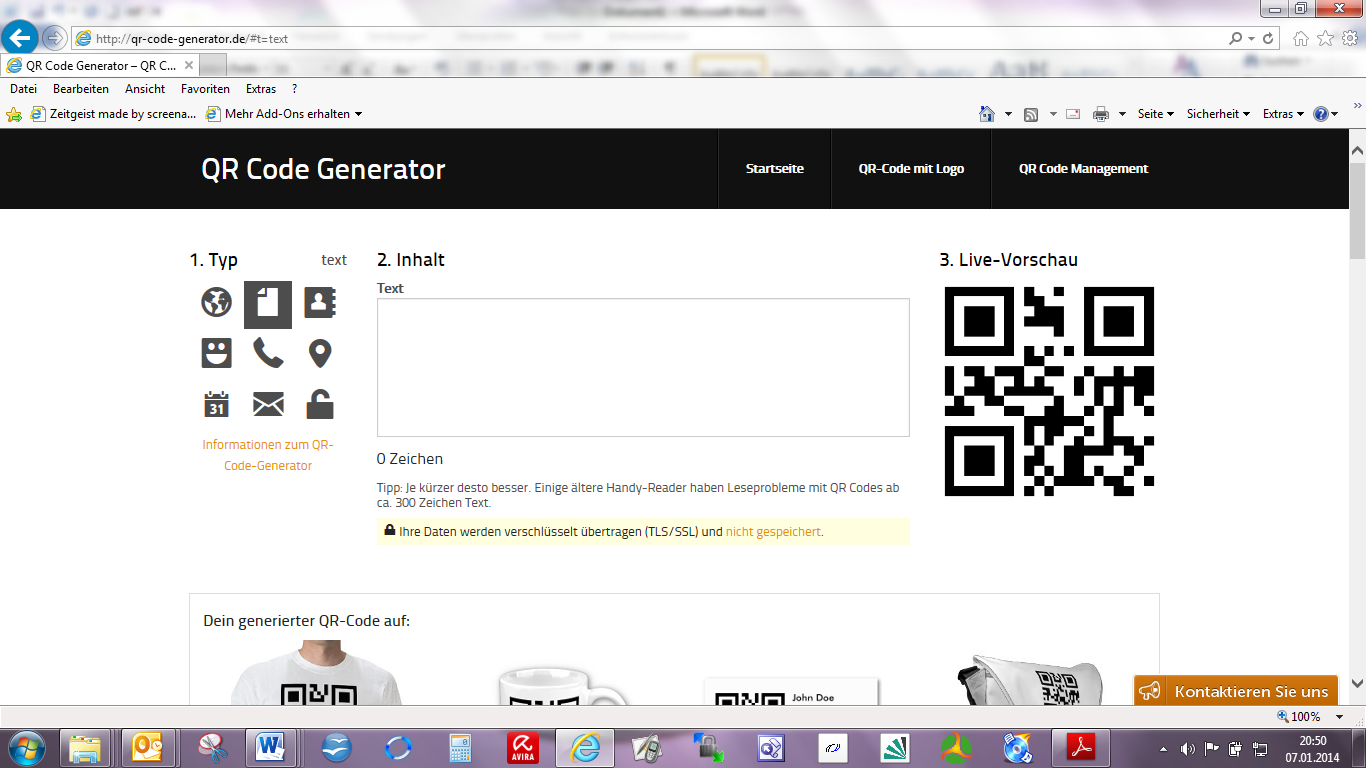 http://qr-code-generator.de/#t=text
QR Code Generator – QR C...
Datei Bearbeiten Ansicht Favoriten Extras ?
Zeitgeist made by screena... Mehr Add-Ons erhalten
Seite Sicherheit Extras
QR Code Generator
Startseite QR-Code mit Logo QR Code Management
1. Typ text
31
Informationen zum QR-
Code-Generator
2. Inhalt
Text
0 Zeichen
Tipp: Je kürzer desto besser. Einige ältere Handy-Reader haben Leseprobleme mit QR Codes ab
ca. 300 Zeichen Text.
Ihre Daten werden verschlüsselt übertragen (TLS/SSL) und nicht gespeichert.
3. Live-Vorschau
Dein generierter QR-Code auf:
John Doe
Kontaktieren Sie uns
100%
AVIRA
20:50
07.01.2014